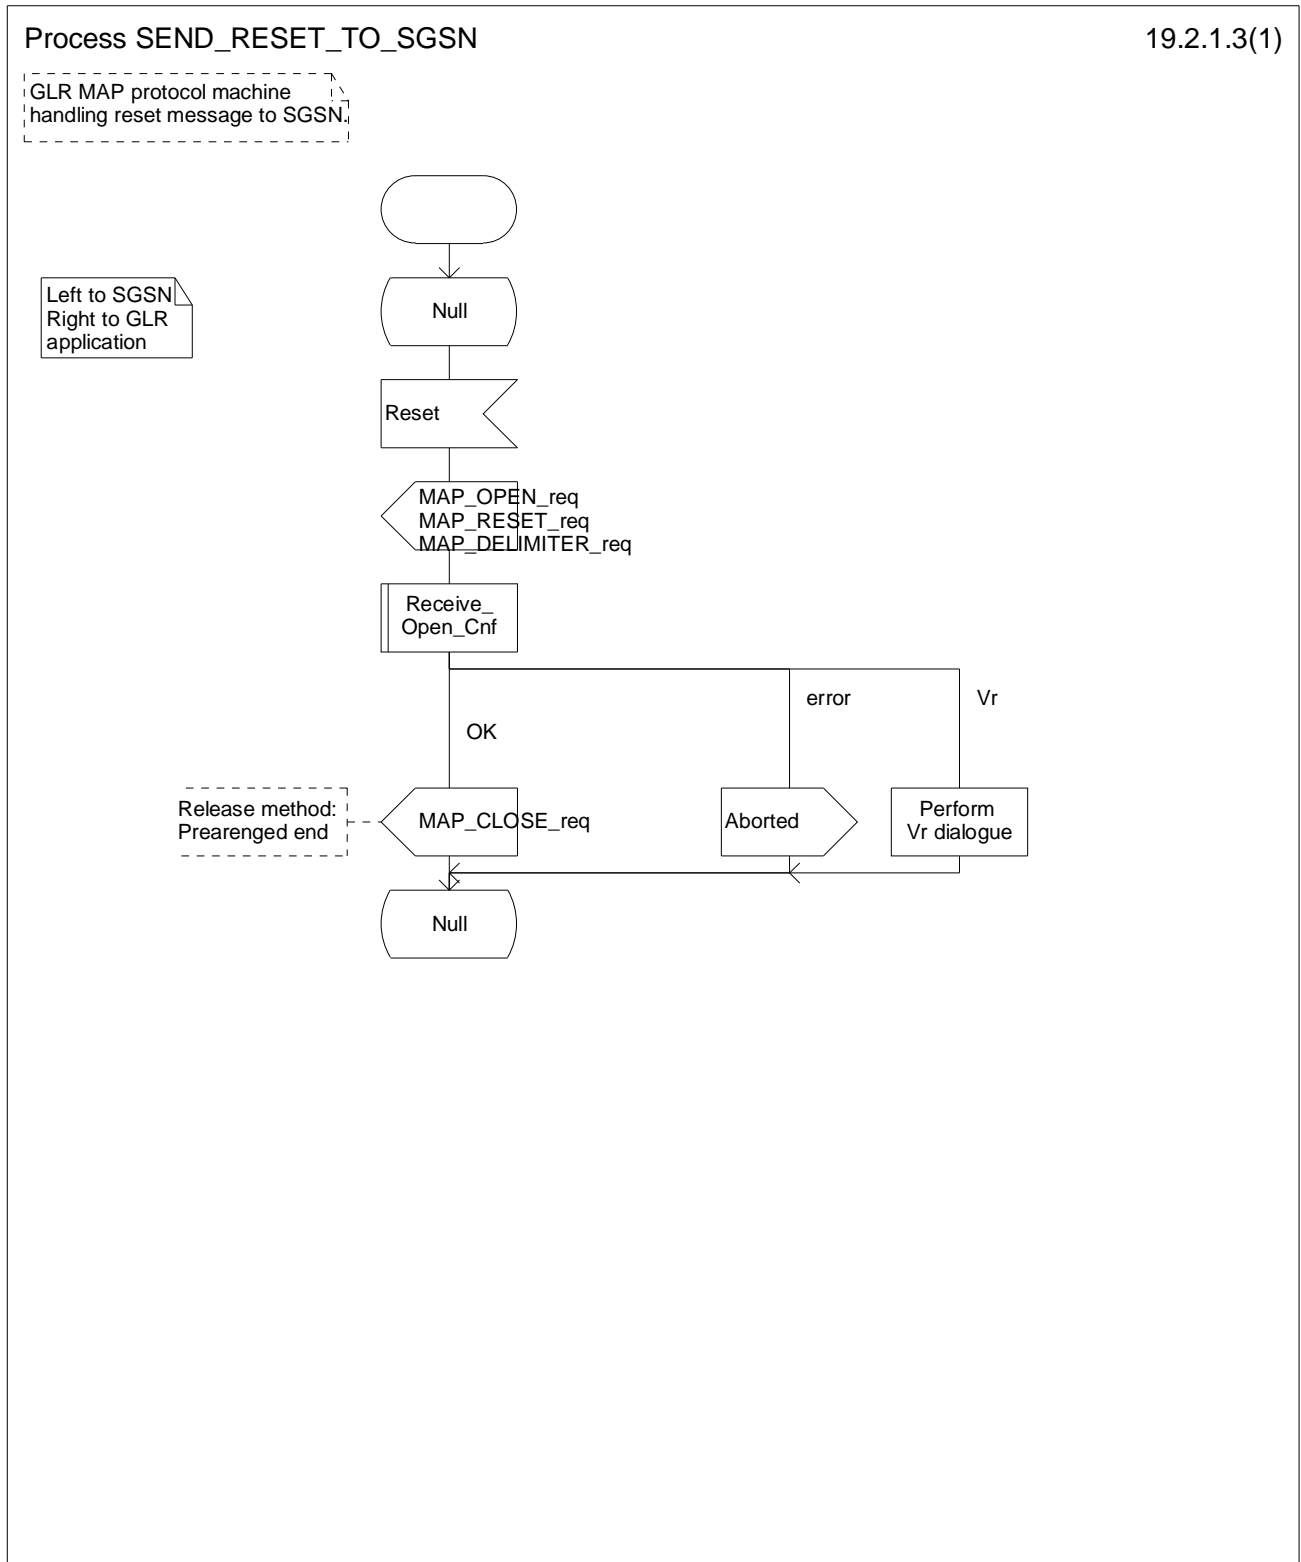 Process SEND_RESET_TO_SGSN
19.2.1.3(1)
GLR MAP protocol machine
handling reset message to SGSN.
Left to SGSN
Right to GLR
application
Null
Reset
MAP_OPEN_req
MAP_RESET_req
MAP_DELIMITER_req
Receive_
Open_Cnf
error
Vr
OK
Release method:
Prearenged end
MAP_CLOSE_req
Aborted
Perform
Vr dialogue
Null